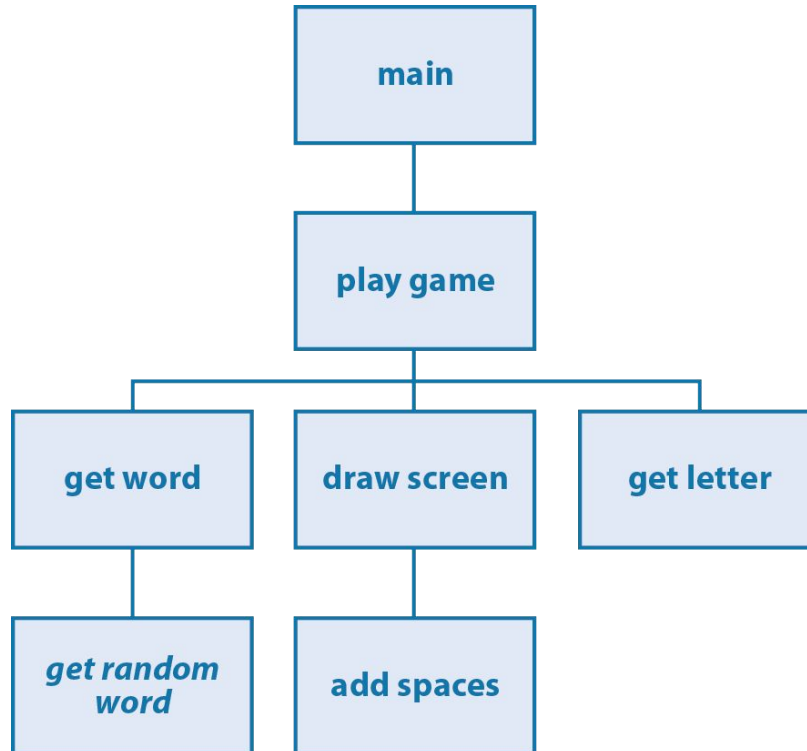 main
play game
get word
draw screen
get letter
get random
word
add spaces